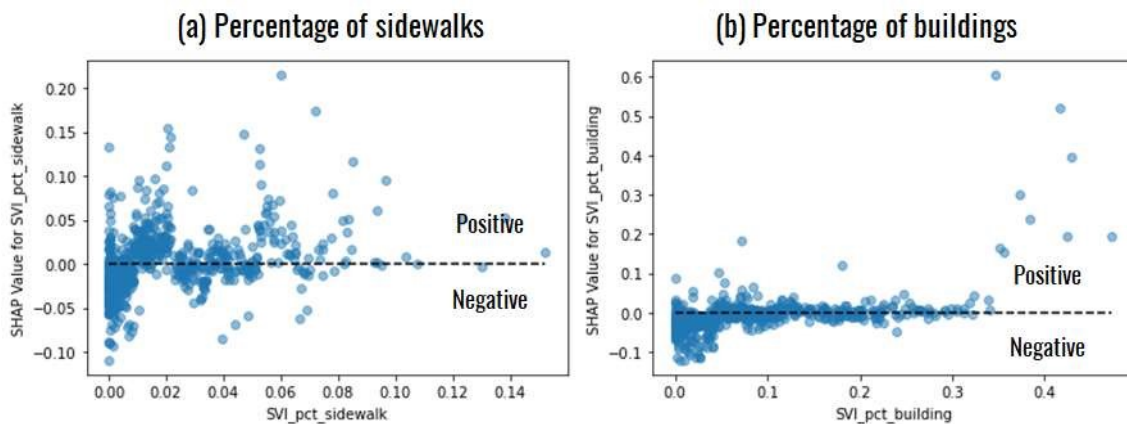 (a) Percentage of sidewalks
0.20
0.15
0.10
0.05
0.00
−0.05
−0.10
SHAP Value for SVI_pct_sidewalk
Positive
Negative
0.00 0.02 0.04 0.06 0.08 0.10 0.12 0.14
SVI_pct_sidewalk
(b) Percentage of buildings
0.6
0.5
0.4
0.3
0.2
0.1
0.0
−0.1
SHAP Value for SVI_pct_building
Positive
Negative
0.0 0.1 0.2 0.3 0.4
SVI_pct_building